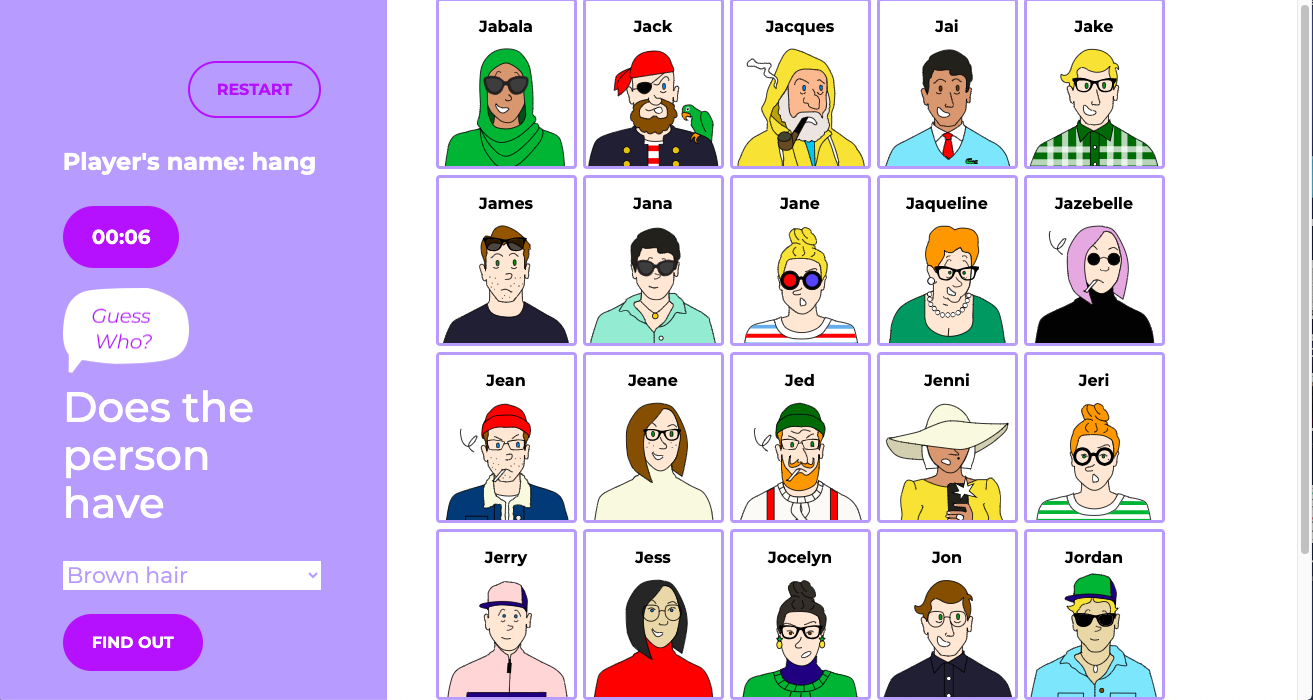 RESTART
Player's name: hang
00:06
Guess
Who?
Does the
person
have
Brown hair
FIND OUT
Jabala
Jack
Jacques
Jai
Jake
James
Jana
Jane
Jaqueline
Jazebelle
Jean
Jeane
Jed
Jenni
Jeri
Jerry
Jess
Jocelyn
Jon
Jordan